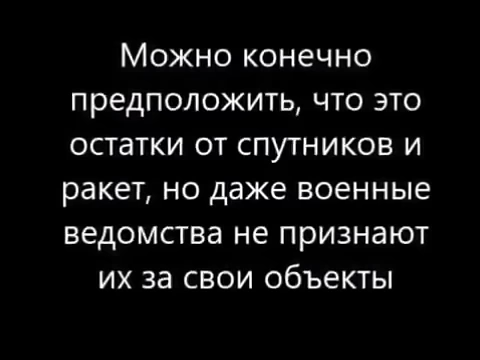 Можно конечно
предположить, что это
остатки от спутников и
ракет, но даже военные
ведомства не признают
их за свои объекты